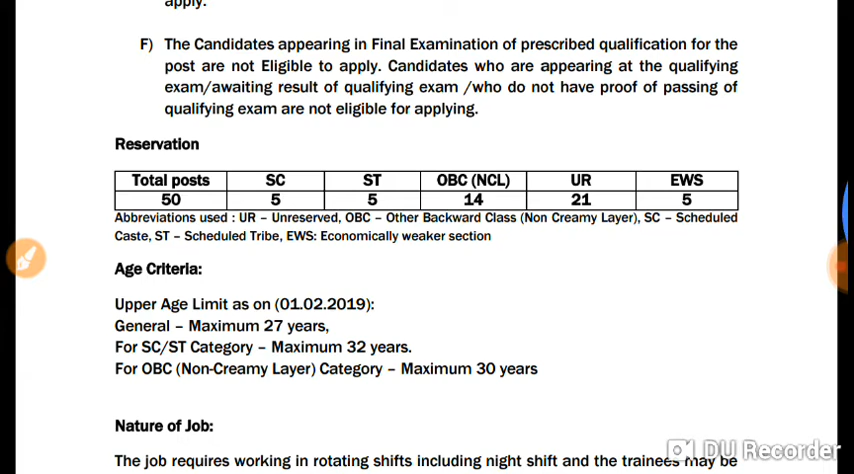 apply.
F) The Candidates appearing in Final Examination of prescribed qualification for the
post are not Eligible to apply. Candidates who are appearing at the qualifying
exam/awaiting result of qualifying exam /who do not have proof of passing of
qualifying exam are not eligible for applying.
Reservation
Total posts SC ST OBC (NCL) UR EWS
50 5 5 14 21 5
Abbreviations used : UR – Unreserved, OBC – Other Backward Class (Non Creamy Layer), SC – Scheduled
Caste, ST – Scheduled Tribe, EWS: Economically weaker section
Age Criteria:
Upper Age Limit as on (01.02.2019):
General – Maximum 27 years,
For SC/ST Category – Maximum 32 years.
For OBC (Non-Creamy Layer) Category – Maximum 30 years
Nature of Job:
DU Recorder
The job requires working in rotating shifts including night shift and the trainees may be